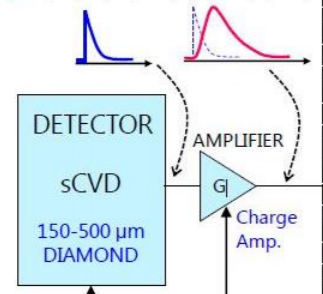 DETECTOR
sCVD
150-500 µm
DIAMOND
AMPLIFIER
G
Charge
Amp.